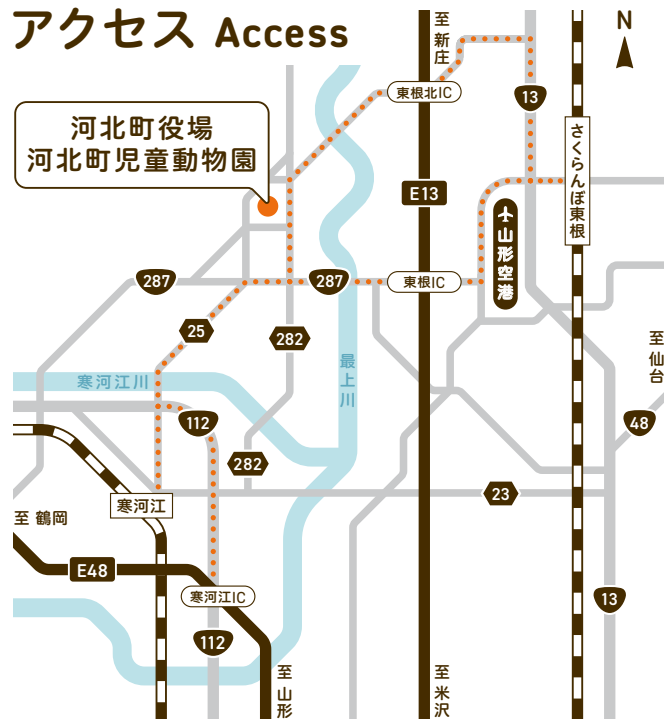 アクセス Access
N
至 新庄
東根北IC
13
河北町役場
河北町児童動物園
さくらんぼ東根
E13
山形空港
287
287
東根IC
25
282
最上川
至 仙台
寒河江川
112
48
282
23
寒河江
至 鶴岡
E48
寒河江IC
13
112
至 山形
至 米沢